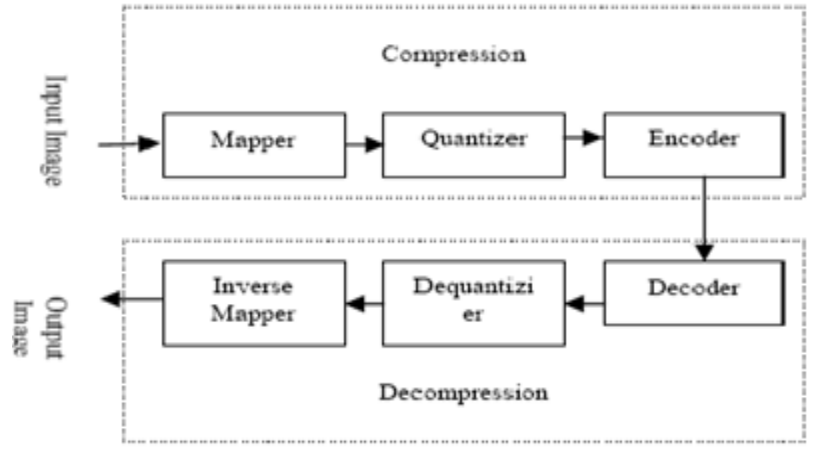 Compression
Input Image
Mapper
Quantizer
Encoder
Output
Image
Inverse
Mapper
Dequantizi
er
Decoder
Decompression